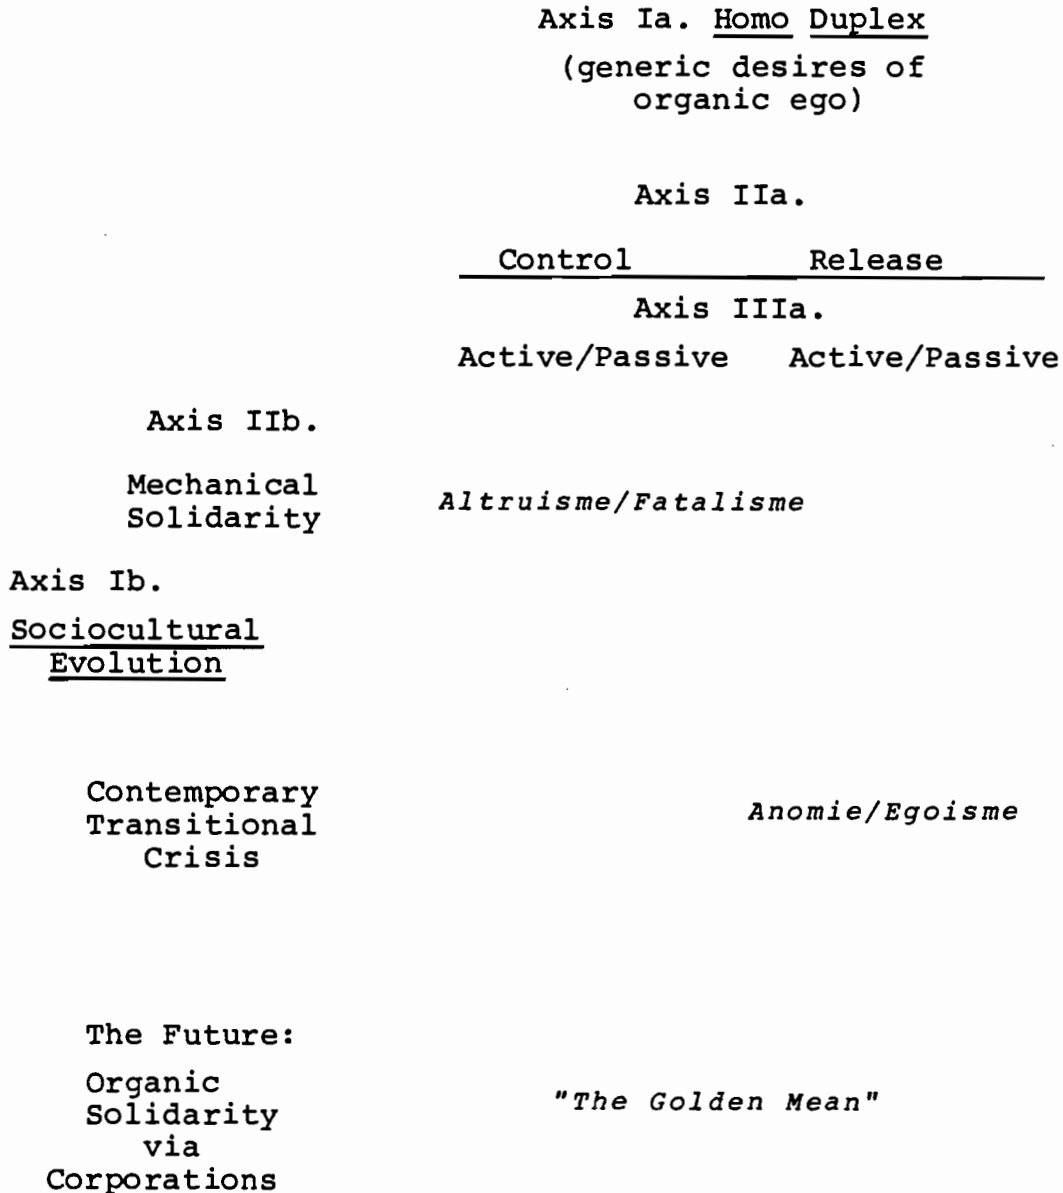 Axis Ia. Homo Duplex
(generic desires of
organic ego)
Axis IIa.
Control Release
Axis IIIa.
Active/Passive Active/Passive
Axis IIb.
Mechanical
Solidarity
Altruisme/Fatalisme
Axis Ib.
Sociocultural
Evolution
Contemporary
Transitional
Crisis
Anomie/Egoisme
The Future:
Organic
Solidarity
via
Corporations
"The Golden Mean"